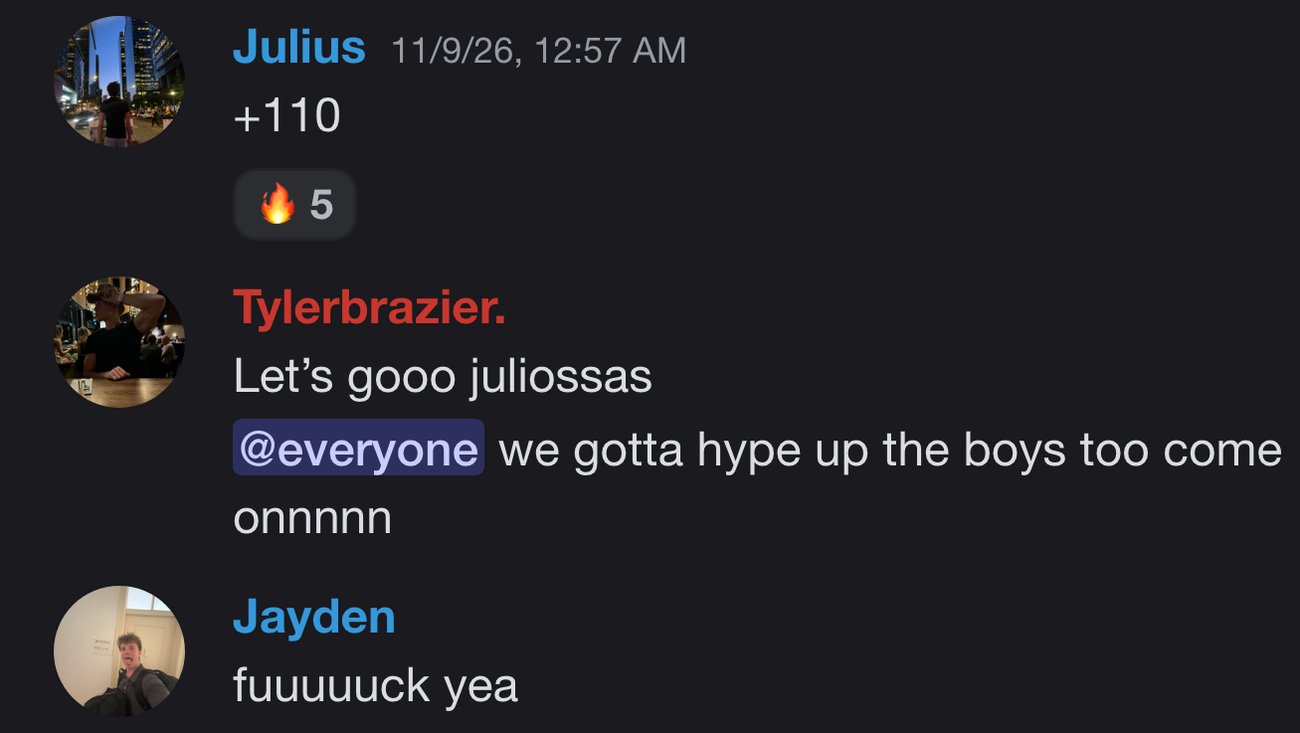 Julius 11/9/26, 12:57 AM
+110
🔥 5
Tylerbrazier.
Let’s gooo juliossas
@everyone we gotta hype up the boys too come
onnnnn
Jayden
fuuuuuck yea